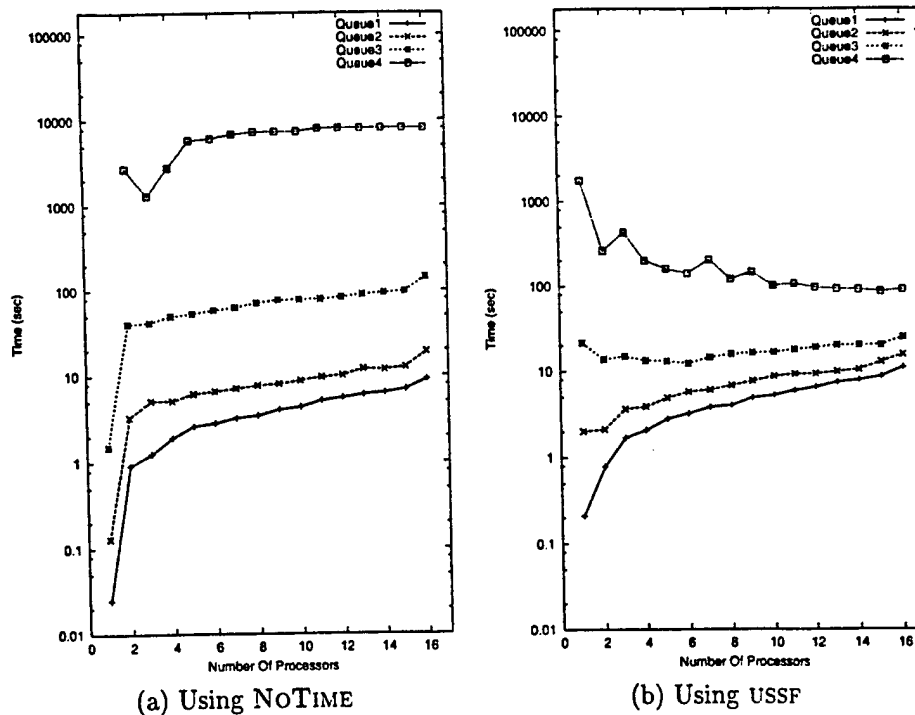 100000
10000
1000
100
10
1
0.1
0.01
Time (sec)
Queue1
Queue2
Queue3
Queue4
0 2 4 6 8 10 12 14 16
Number Of Processors
(a) Using NOTIME
100000
10000
1000
100
10
1
0.1
0.01
Time (sec)
Queue1
Queue2
Queue3
Queue4
0 2 4 6 8 10 12 14 16
Number Of Processors
(b) Using USSF